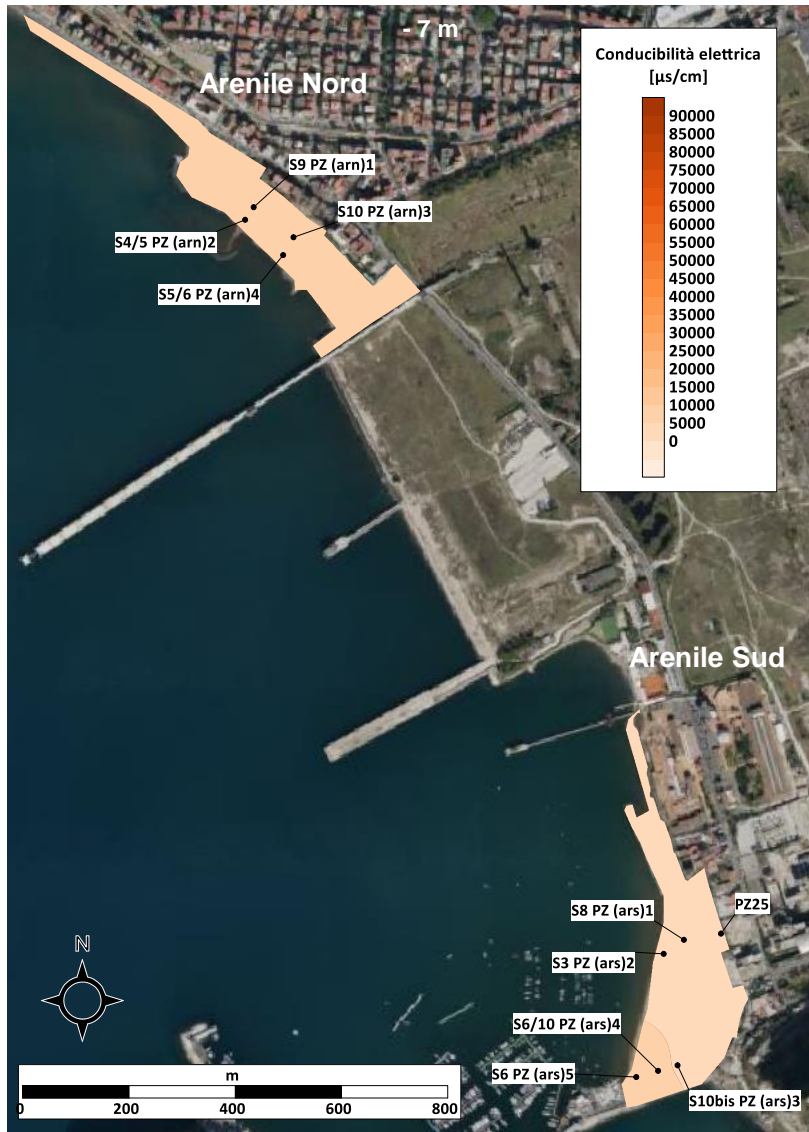 - 7 m
Arenile Nord
Conducibilità elettrica
[µs/cm]
90000
85000
80000
75000
70000
65000
60000
55000
50000
45000
40000
35000
30000
25000
20000
15000
10000
5000
0
S9 PZ (arn)1
S10 PZ (arn)3
S4/5 PZ (arn)2
S5/6 PZ (arn)4
Arenile Sud
S8 PZ (ars)1
PZ25
S3 PZ (ars)2
S6/10 PZ (ars)4
S6 PZ (ars)5
S10bis PZ (ars)3
N
m
0 200 400 600 800